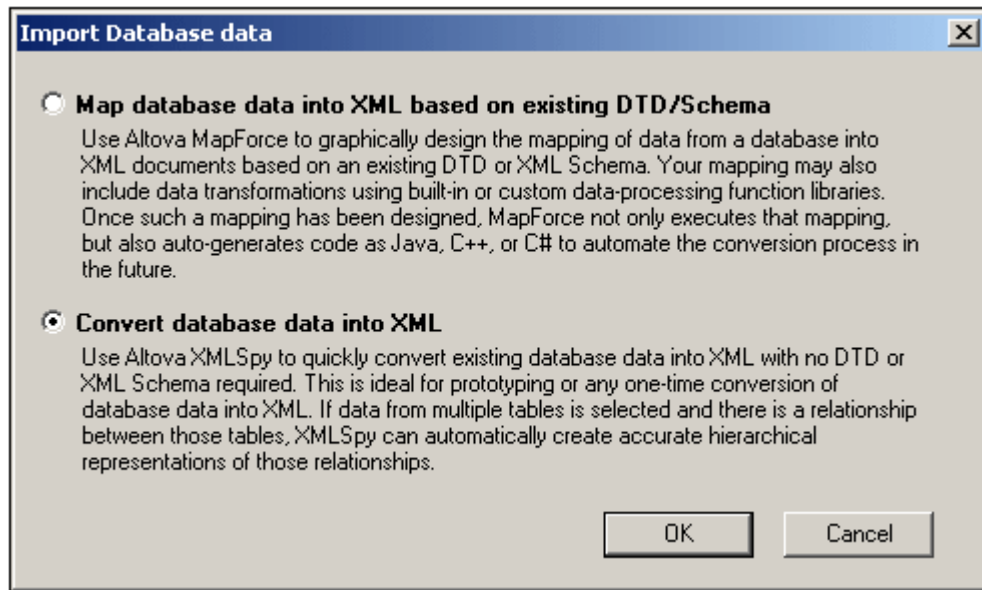 Import Database data
Map database data into XML based on existing DTD/Schema
Use Altova MapForce to graphically design the mapping of data from a database into
XML documents based on an existing DTD or XML Schema. Your mapping may also
include data transformations using built-in or custom data-processing function libraries.
Once such a mapping has been designed, MapForce not only executes that mapping,
but also auto-generates code as Java, C++, or C# to automate the conversion process in
the future.
Convert database data into XML
Use Altova XMLSpy to quickly convert existing database data into XML with no DTD or
XML Schema required. This is ideal for prototyping or any one-time conversion of
database data into XML. If data from multiple tables is selected and there is a relationship
between those tables, XMLSpy can automatically create accurate hierarchical
representations of those relationships.
OK
Cancel